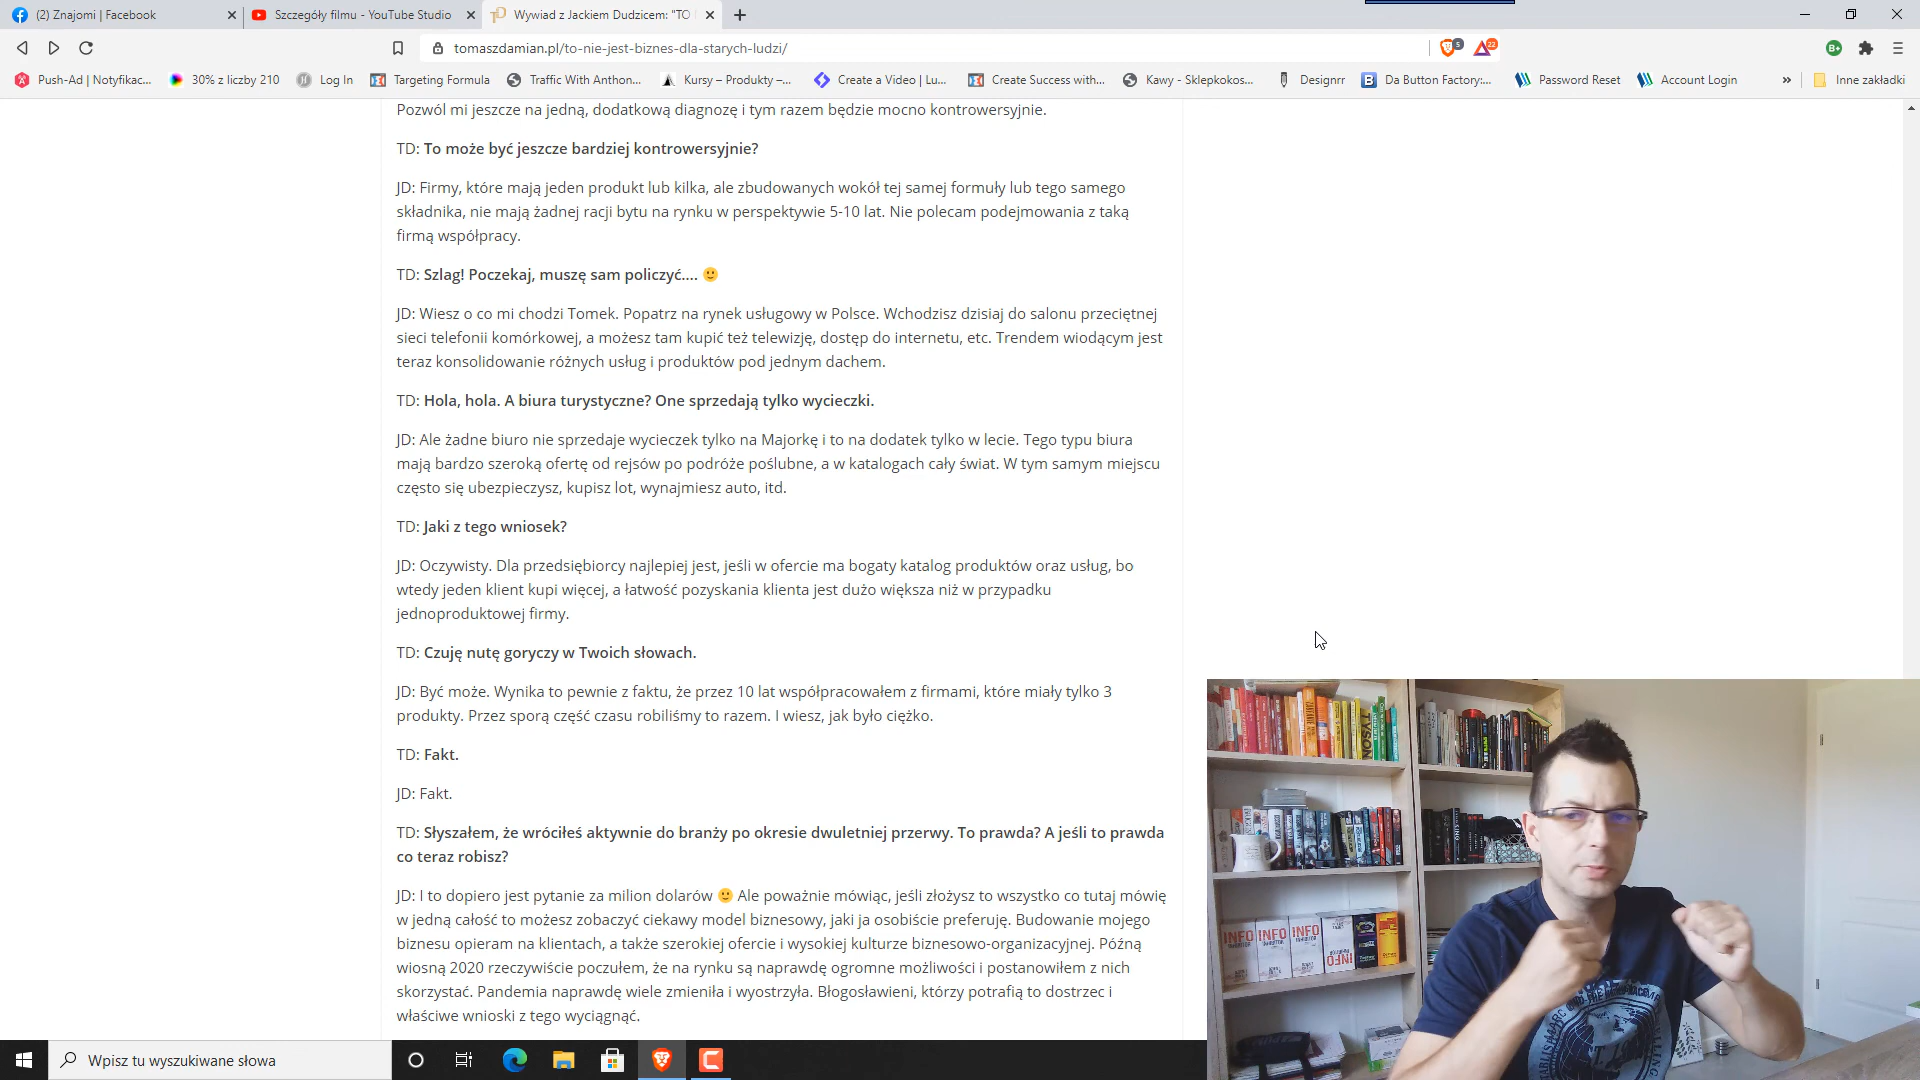 (2) Znajomi | Facebook
Szczegóły filmu - YouTube Studio
Wywiad z Jackiem Dudzicem: "TO
tomaszdamian.pl/to-nie-jest-biznes-dla-starych-ludzi/
5
22
B+
Push-Ad | Notyfikac...
30% z liczby 210
Log In
Targeting Formula
Traffic With Anthon...
Kursy – Produkty –...
Create a Video | Lu...
Create Success with...
Kawy - Sklepkokos...
Designrr
Da Button Factory:...
Password Reset
Account Login
»
Inne zakładki
Pozwól mi jeszcze na jedną, dodatkową diagnozę i tym razem będzie mocno kontrowersyjnie.
TD: To może być jeszcze bardziej kontrowersyjnie?
JD: Firmy, które mają jeden produkt lub kilka, ale zbudowanych wokół tej samej formuły lub tego samego
składnika, nie mają żadnej racji bytu na rynku w perspektywie 5-10 lat. Nie polecam podejmowania z taką
firmą współpracy.
TD: Szlag! Poczekaj, muszę sam policzyć.... 🙂
JD: Wiesz o co mi chodzi Tomek. Popatrz na rynek usługowy w Polsce. Wchodzisz dzisiaj do salonu przeciętnej
sieci telefonii komórkowej, a możesz tam kupić też telewizję, dostęp do internetu, etc. Trendem wiodącym jest
teraz konsolidowanie różnych usług i produktów pod jednym dachem.
TD: Hola, hola. A biura turystyczne? One sprzedają tylko wycieczki.
JD: Ale żadne biuro nie sprzedaje wycieczek tylko na Majorkę i to na dodatek tylko w lecie. Tego typu biura
mają bardzo szeroką ofertę od rejsów po podróże poślubne, a w katalogach cały świat. W tym samym miejscu
często się ubezpieczysz, kupisz lot, wynajmiesz auto, itd.
TD: Jaki z tego wniosek?
JD: Oczywisty. Dla przedsiębiorcy najlepiej jest, jeśli w ofercie ma bogaty katalog produktów oraz usług, bo
wtedy jeden klient kupi więcej, a łatwość pozyskania klienta jest dużo większa niż w przypadku
jednoproduktowej firmy.
TD: Czuję nutę goryczy w Twoich słowach.
JD: Być może. Wynika to pewnie z faktu, że przez 10 lat współpracowałem z firmami, które miały tylko 3
produkty. Przez sporą część czasu robiliśmy to razem. I wiesz, jak było ciężko.
TD: Fakt.
JD: Fakt.
TD: Słyszałem, że wróciłeś aktywnie do branży po okresie dwuletniej przerwy. To prawda? A jeśli to prawda
co teraz robisz?
JD: I to dopiero jest pytanie za milion dolarów 🙂 Ale poważnie mówiąc, jeśli złożysz to wszystko co tutaj mówię
w jedną całość to możesz zobaczyć ciekawy model biznesowy, jaki ja osobiście preferuję. Budowanie mojego
biznesu opieram na klientach, a także szerokiej ofercie i wysokiej kulturze biznesowo-organizacyjnej. Późną
wiosną 2020 rzeczywiście poczułem, że na rynku są naprawdę ogromne możliwości i postanowiłem z nich
skorzystać. Pandemia naprawdę wiele zmieniła i wyostrzyła. Błogosławieni, którzy potrafią to dostrzec i
właściwe wnioski z tego wyciągnąć.
TYSON
INFO
INFO
INFO
INFO
Wpisz tu wyszukiwane słowa